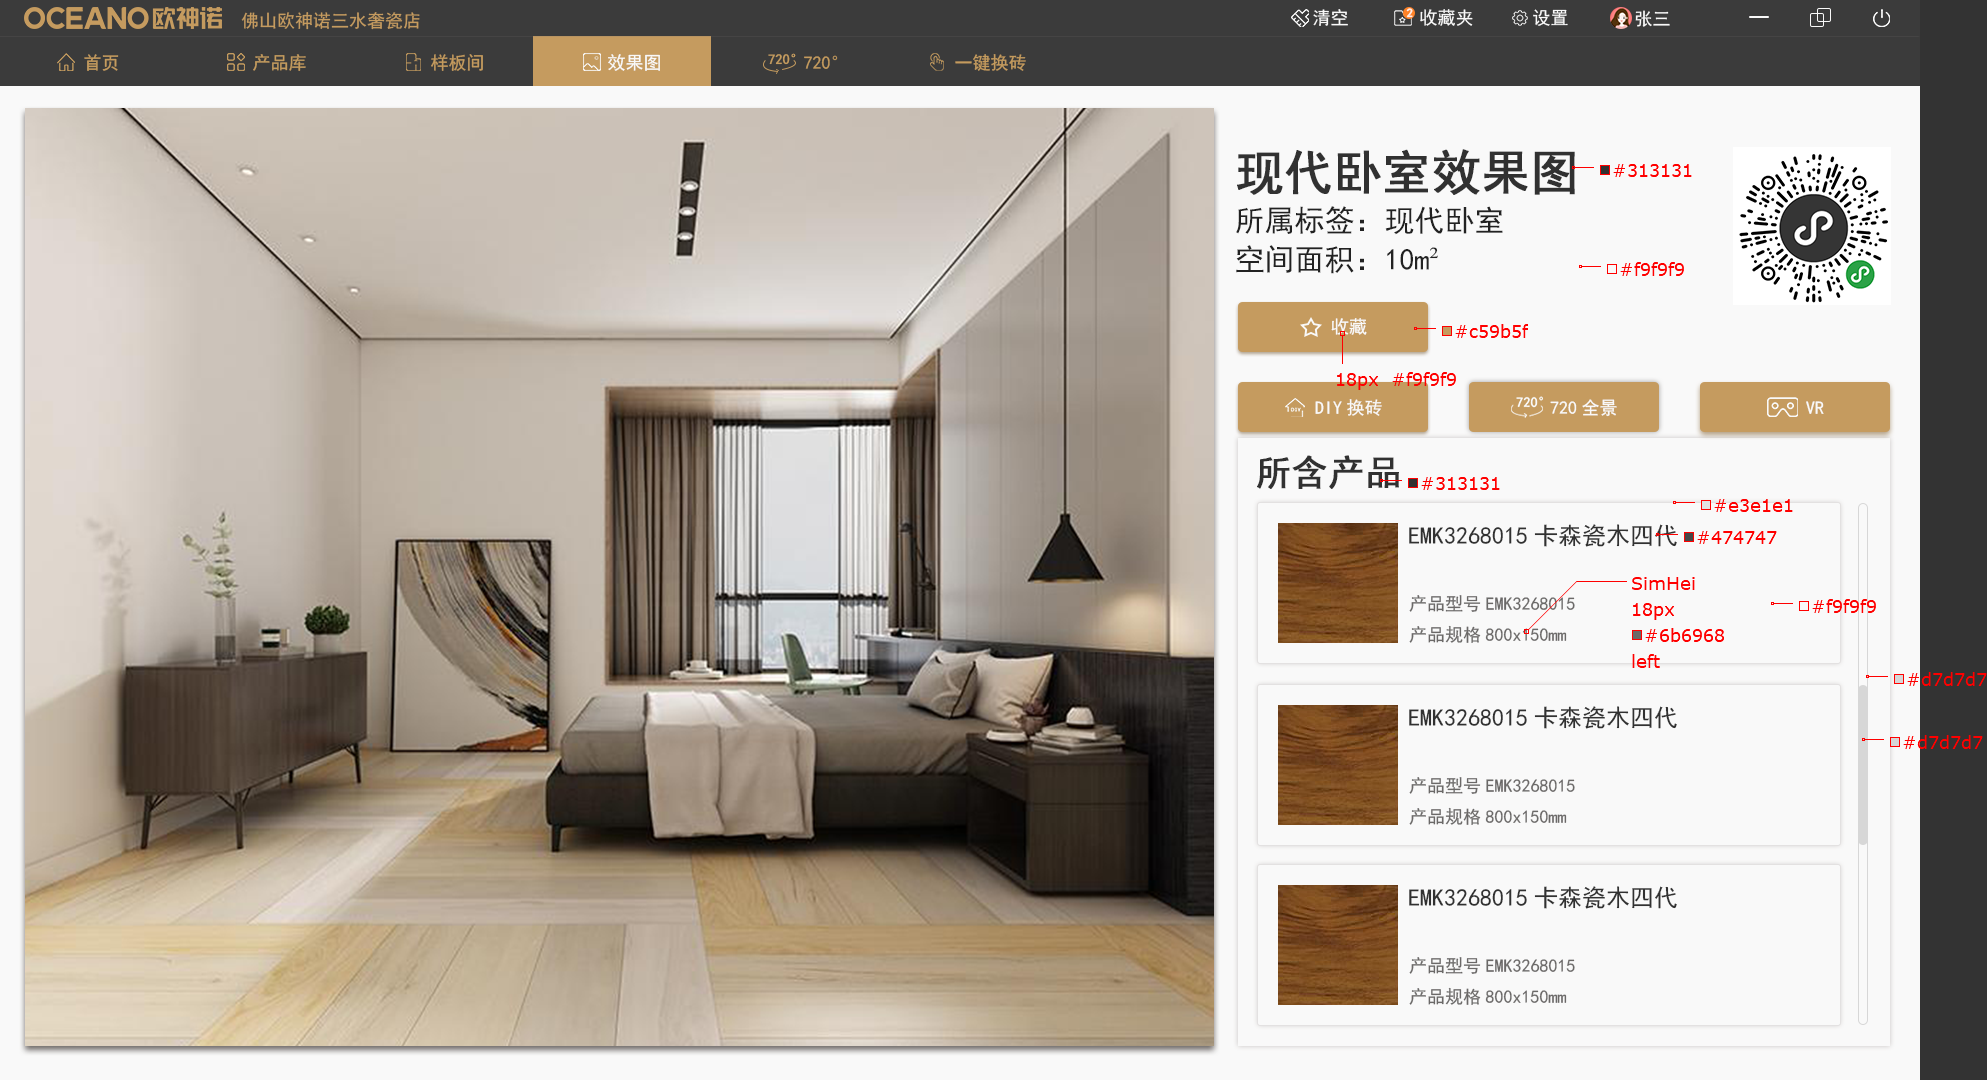 OCEANO欧神诺 佛山欧神诺三水奢瓷店 清空 2 收藏夹 设置 张三
首页 产品库 样板间 效果图 720° 720° 一键换砖
现代卧室效果图 #313131
所属标签：现代卧室
空间面积：10m² #f9f9f9
收藏 #c59b5f
18px #f9f9f9
DIY 换砖 720° 720 全景 VR
所含产品 #313131
#e3e1e1
EMK3268015 卡森瓷木四代 #474747
SimHei
产品型号 EMK3268015 18px #f9f9f9
产品规格 800x150mm #6b6968
left
#d7d7d7
EMK3268015 卡森瓷木四代
#d7d7d7
产品型号 EMK3268015
产品规格 800x150mm
EMK3268015 卡森瓷木四代
产品型号 EMK3268015
产品规格 800x150mm